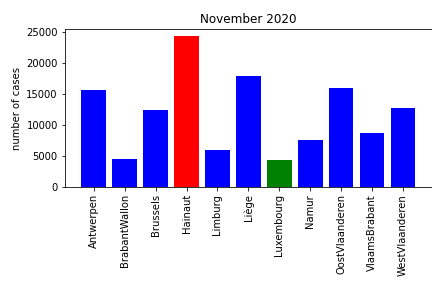 November 2020
number of cases
25000
20000
15000
10000
5000
0
Antwerpen
BrabantWallon
Brussels
Hainaut
Limburg
Liège
Luxembourg
Namur
OostVlaanderen
VlaamsBrabant
WestVlaanderen